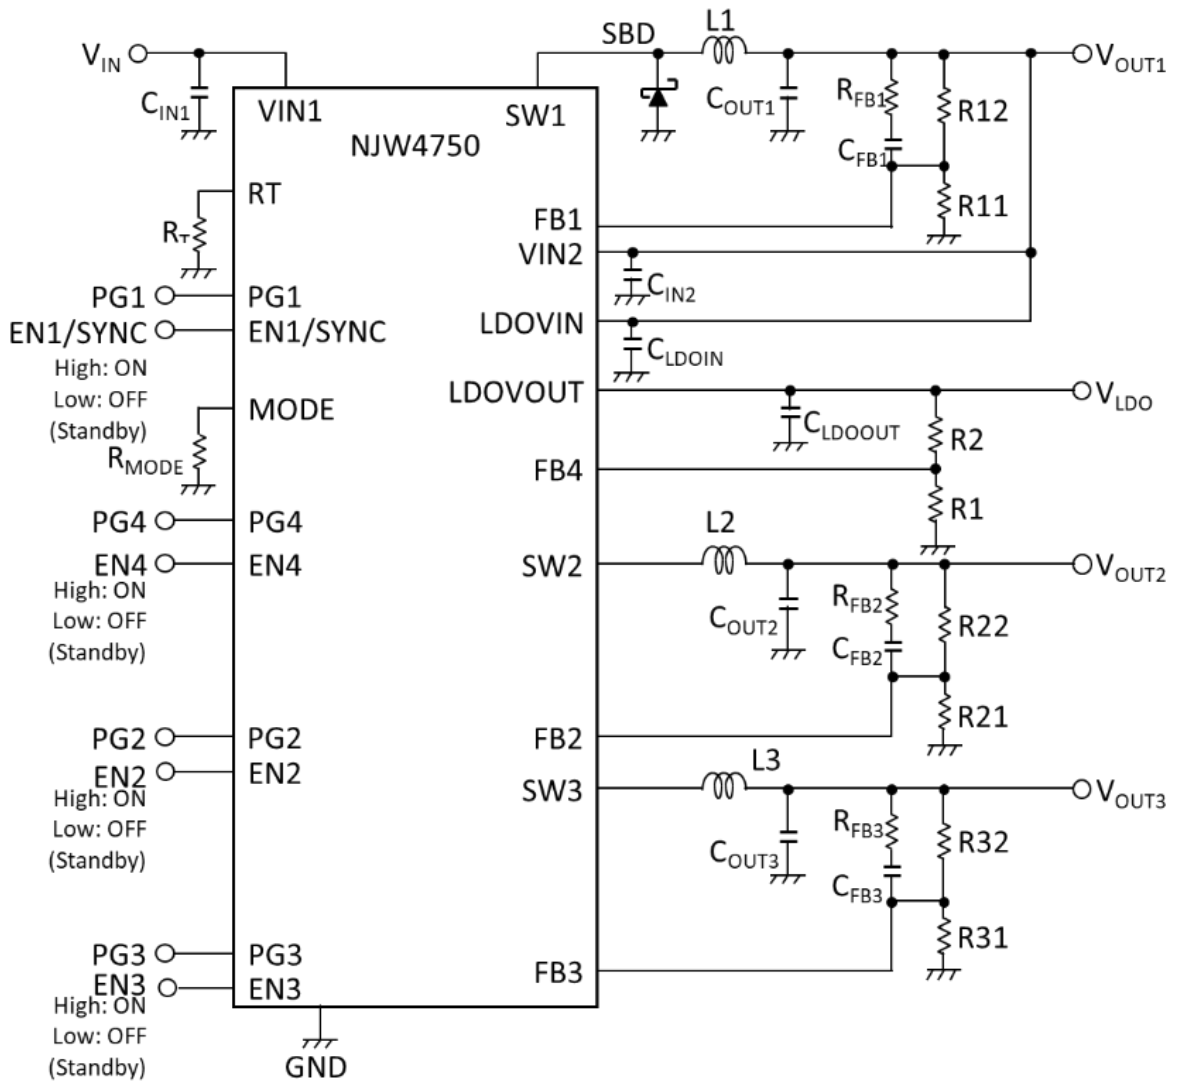 SBD
L1
VIN
CIN1
VIN1
SW1
NJW4750
COUT1
RFB1
CFB1
R12
R11
VOUT1
RT
RT
FB1
VIN2
CIN2
PG1
PG1
EN1/SYNC
EN1/SYNC
High: ON
Low: OFF
(Standby)
LDOVIN
CLDOIN
MODE
RMODE
LDOVOUT
CLDOOUT
R2
VLDO
FB4
R1
PG4
PG4
EN4
EN4
High: ON
Low: OFF
(Standby)
SW2
L2
COUT2
RFB2
CFB2
R22
R21
VOUT2
PG2
PG2
FB2
EN2
EN2
High: ON
Low: OFF
(Standby)
SW3
L3
COUT3
RFB3
CFB3
R32
R31
VOUT3
PG3
PG3
FB3
EN3
EN3
High: ON
Low: OFF
(Standby)
GND